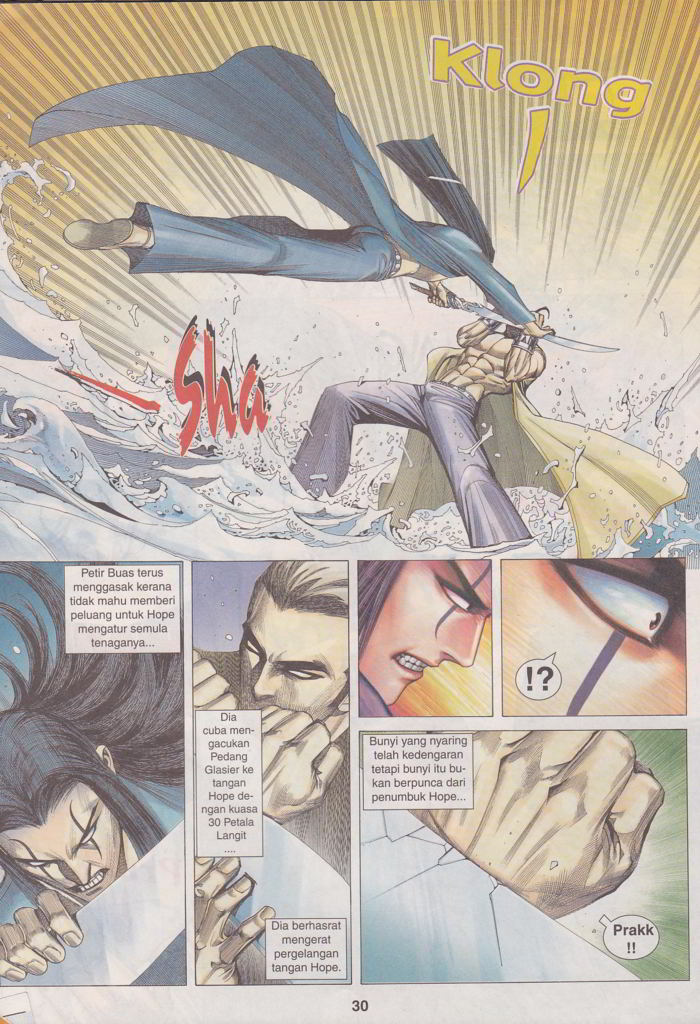 Klong
!
Sha
Petir Buas terus
menggasak kerana
tidak mahu memberi
peluang untuk Hope
mengatur semula
tenaganya...
Dia
cuba men-
gacukan
Pedang
Glasier ke
tangan
Hope de-
ngan kuasa
30 Petala
Langit
....
Dia berhasrat
mengerat
pergelangan
tangan Hope.
!?
Bunyi yang nyaring
telah kedengaran
tetapi bunyi itu bu-
kan berpunca dari
penumbuk Hope...
Prakk
!!
30